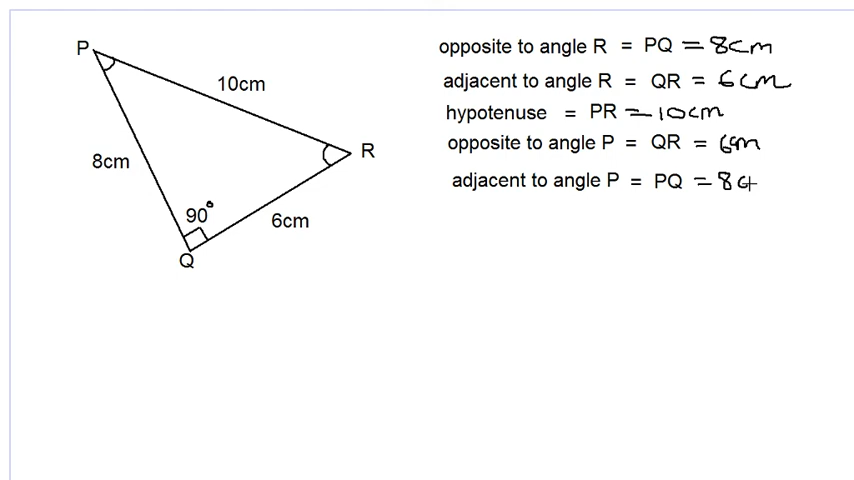 P
10cm
R
8cm
90°
6cm
Q
opposite to angle R = PQ = 8cm
adjacent to angle R = QR = 6cm
hypotenuse = PR = 10cm
opposite to angle P = QR = 6cm
adjacent to angle P = PQ = 8c